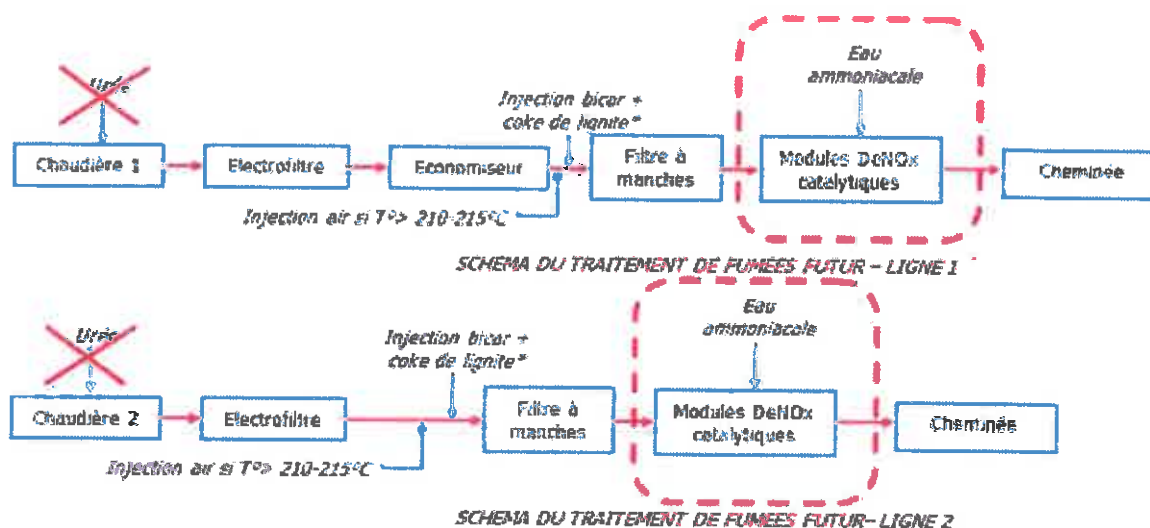 Urée
Eau
ammoniacale
Injection bicar +
coke de lignite*
Chaudière 1
Electrofiltre
Economiseur
Filtre à
manches
Modules DeNOx
catalytiques
Cheminée
Injection air si T°> 210-215°C
SCHEMA DU TRAITEMENT DE FUMEES FUTUR – LIGNE 1
Urée
Eau
ammoniacale
Injection bicar +
coke de lignite*
Chaudière 2
Electrofiltre
Filtre à
manches
Modules DeNOx
catalytiques
Cheminée
Injection air si T°> 210-215°C
SCHEMA DU TRAITEMENT DE FUMEES FUTUR– LIGNE 2